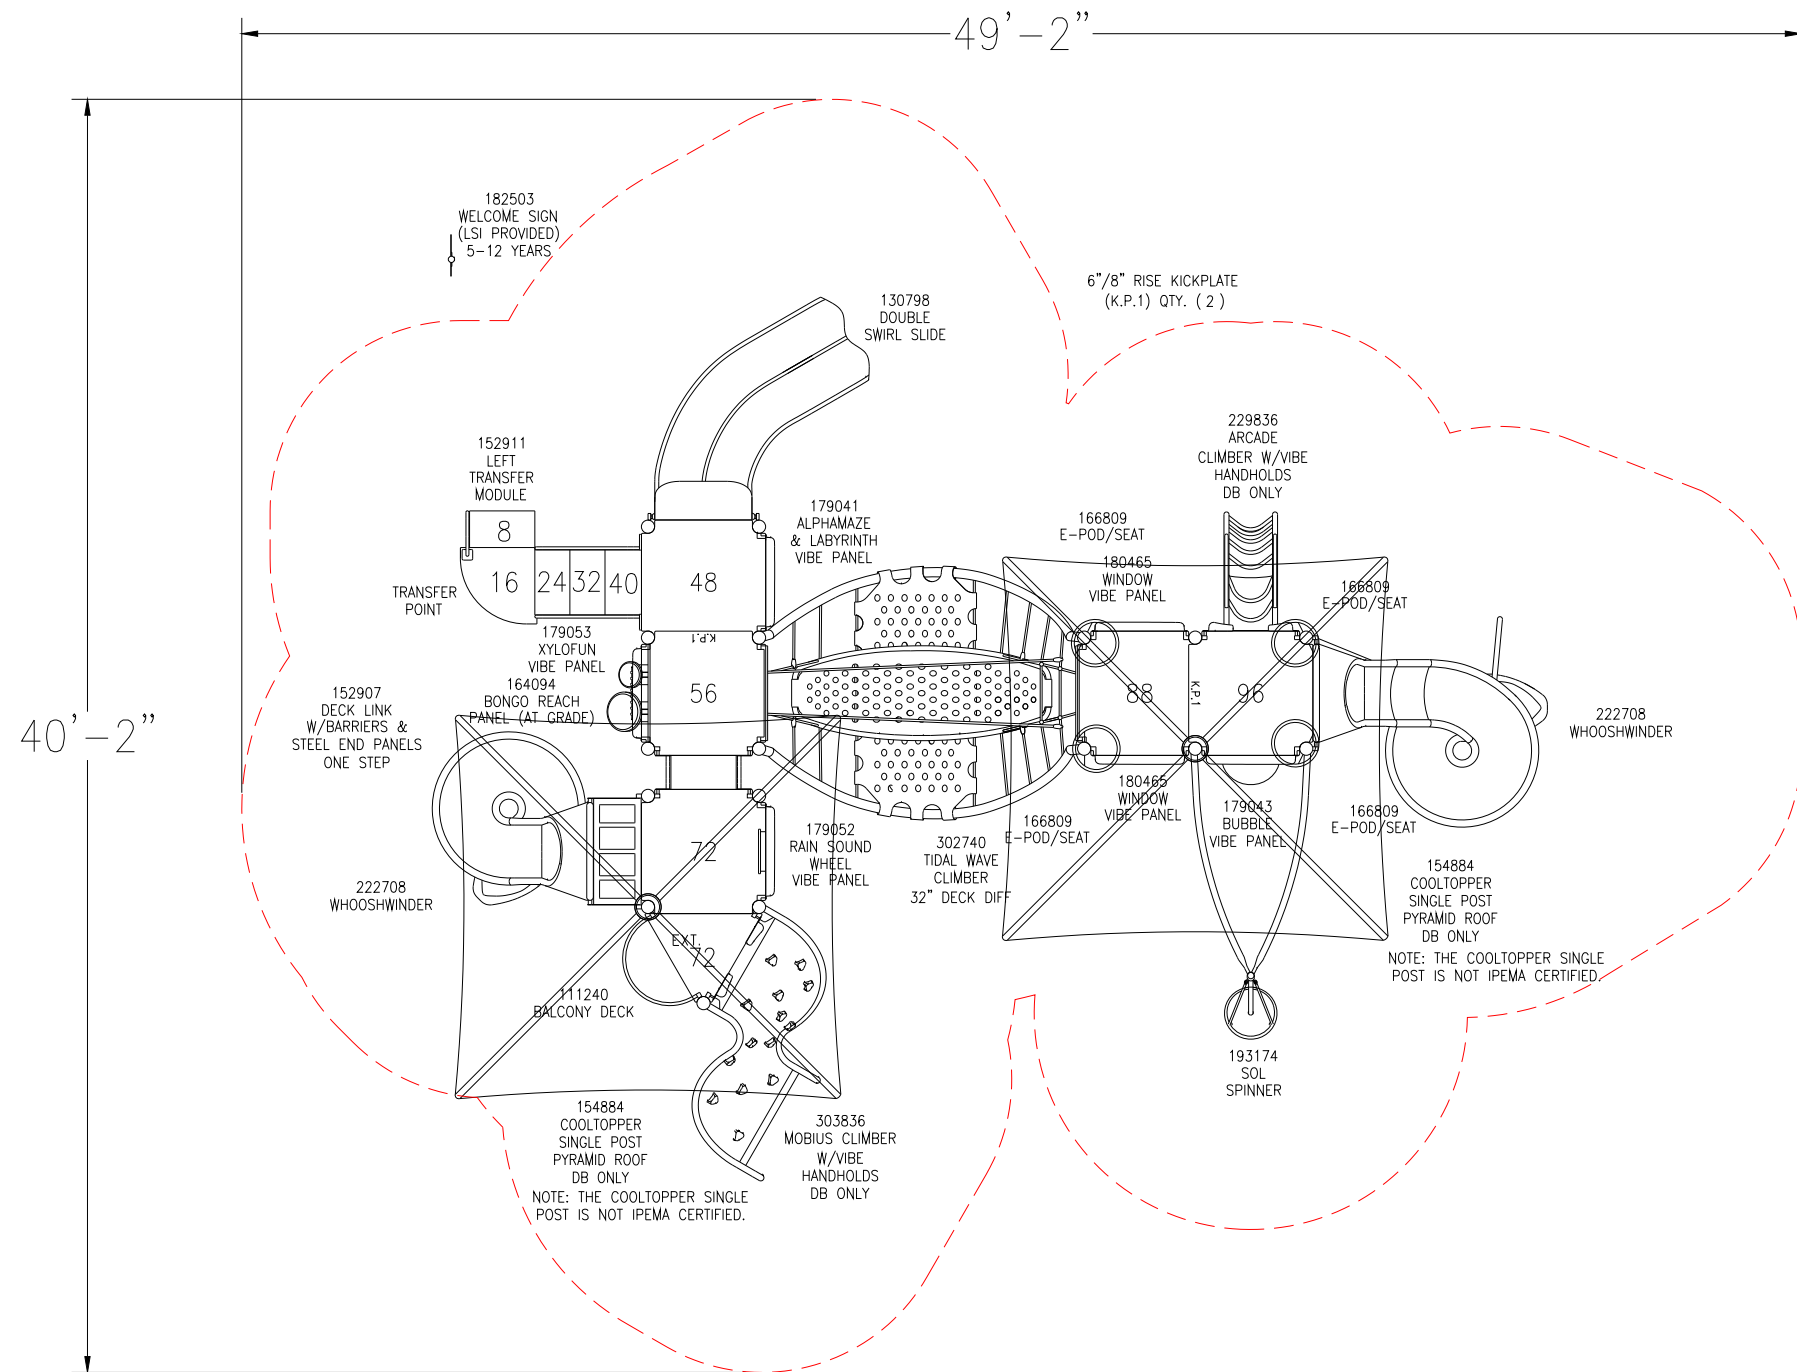 49'-2"
40'-2"
182503
WELCOME SIGN
(LSI PROVIDED)
5-12 YEARS
6"/8" RISE KICKPLATE
(K.P.1) QTY. ( 2 )
130798
DOUBLE
SWIRL SLIDE
152911
LEFT
TRANSFER
MODULE
229836
ARCADE
CLIMBER W/VIBE
HANDHOLDS
DB ONLY
179041
ALPHAMAZE
& LABYRINTH
VIBE PANEL
166809
E-POD/SEAT
180465
WINDOW
VIBE PANEL
166809
E-POD/SEAT
8
16
24
32
40
48
TRANSFER
POINT
K.P.1
179053
XYLOFUN
VIBE PANEL
164094
BONGO REACH
PANEL (AT GRADE)
56
88
K.P.1
96
152907
DECK LINK
W/BARRIERS &
STEEL END PANELS
ONE STEP
222708
WHOOSHWINDER
180465
WINDOW
VIBE PANEL
179043
BUBBLE
VIBE PANEL
166809
E-POD/SEAT
166809
E-POD/SEAT
179052
RAIN SOUND
WHEEL
VIBE PANEL
302740
TIDAL WAVE
CLIMBER
32" DECK DIFF
72
222708
WHOOSHWINDER
154884
COOLTOPPER
SINGLE POST
PYRAMID ROOF
DB ONLY
NOTE: THE COOLTOPPER SINGLE
POST IS NOT IPEMA CERTIFIED.
EXT.
72
111240
BALCONY DECK
193174
SOL
SPINNER
154884
COOLTOPPER
SINGLE POST
PYRAMID ROOF
DB ONLY
NOTE: THE COOLTOPPER SINGLE
POST IS NOT IPEMA CERTIFIED.
303836
MOBIUS CLIMBER
W/VIBE
HANDHOLDS
DB ONLY